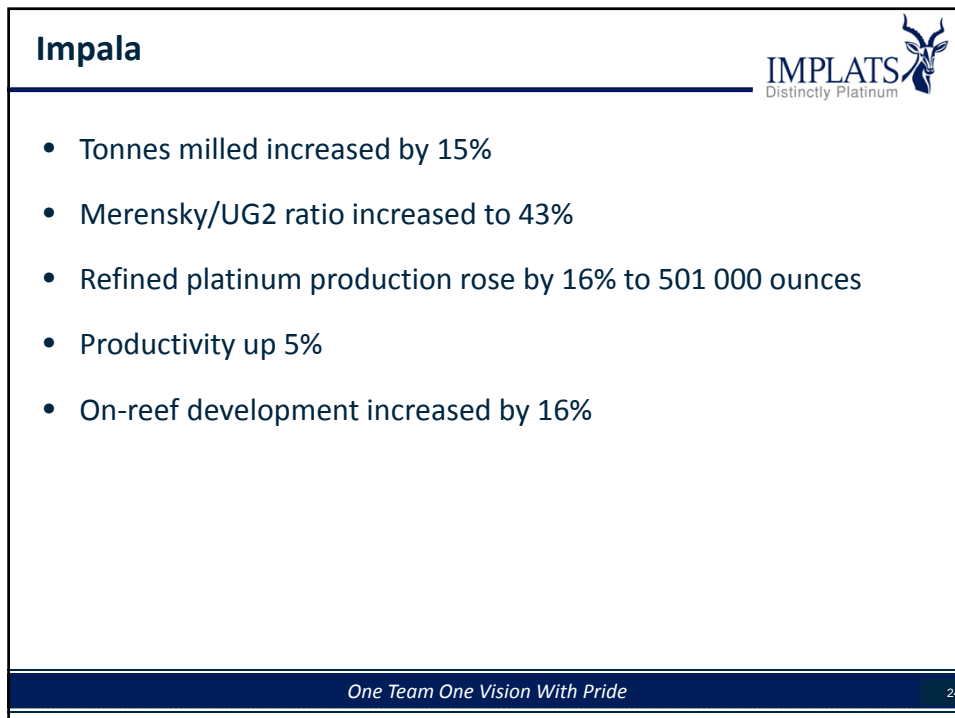 Impala
IMPLATS
Distinctly Platinum
• Tonnes milled increased by 15%
• Merensky/UG2 ratio increased to 43%
• Refined platinum production rose by 16% to 501 000 ounces
• Productivity up 5%
• On-reef development increased by 16%
One Team One Vision With Pride